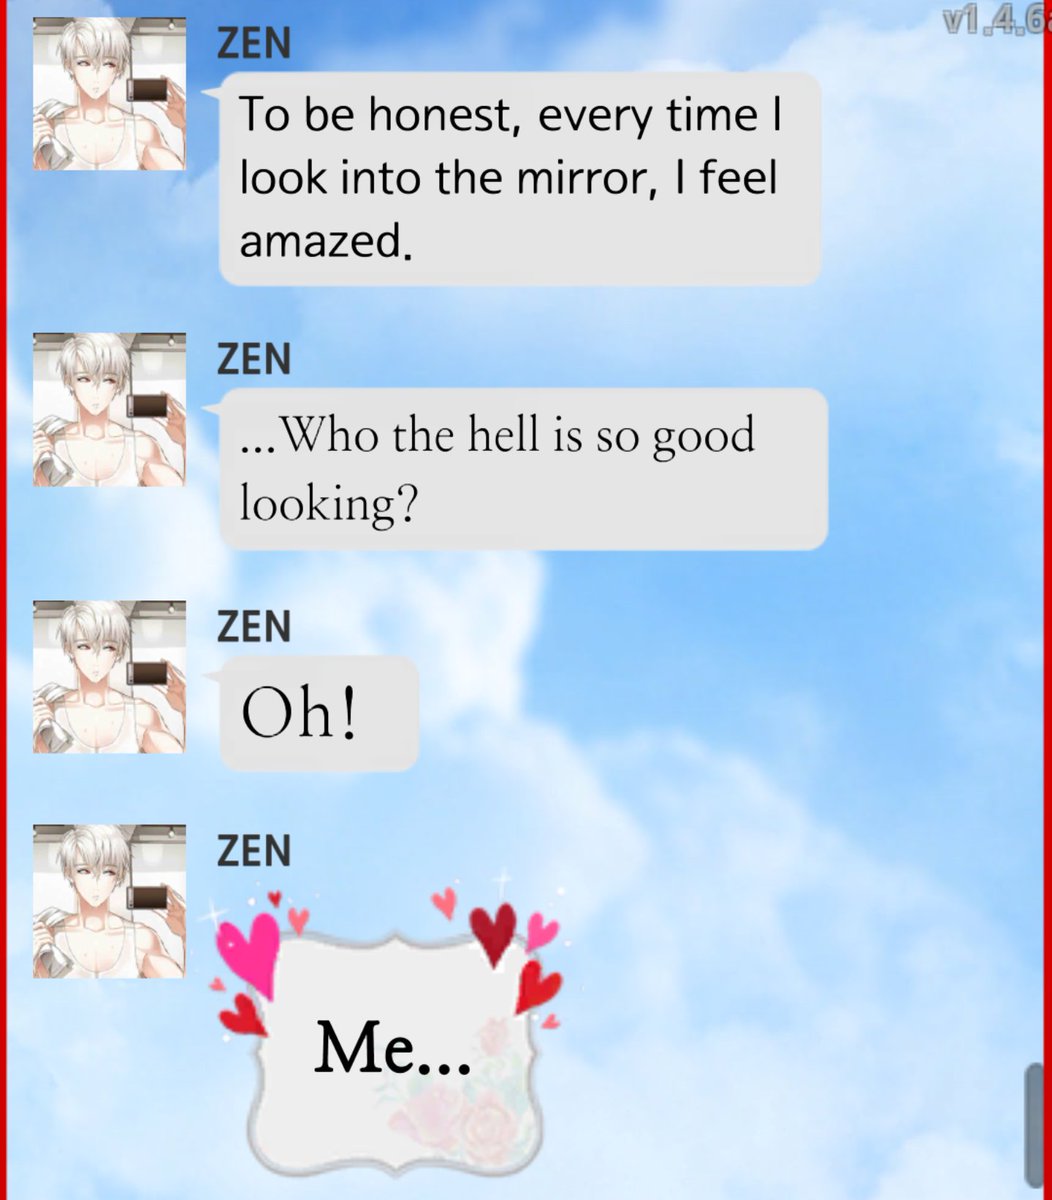 v1.4.6
ZEN
To be honest, every time I
look into the mirror, I feel
amazed.
ZEN
...Who the hell is so good
looking?
ZEN
Oh!
ZEN
Me...